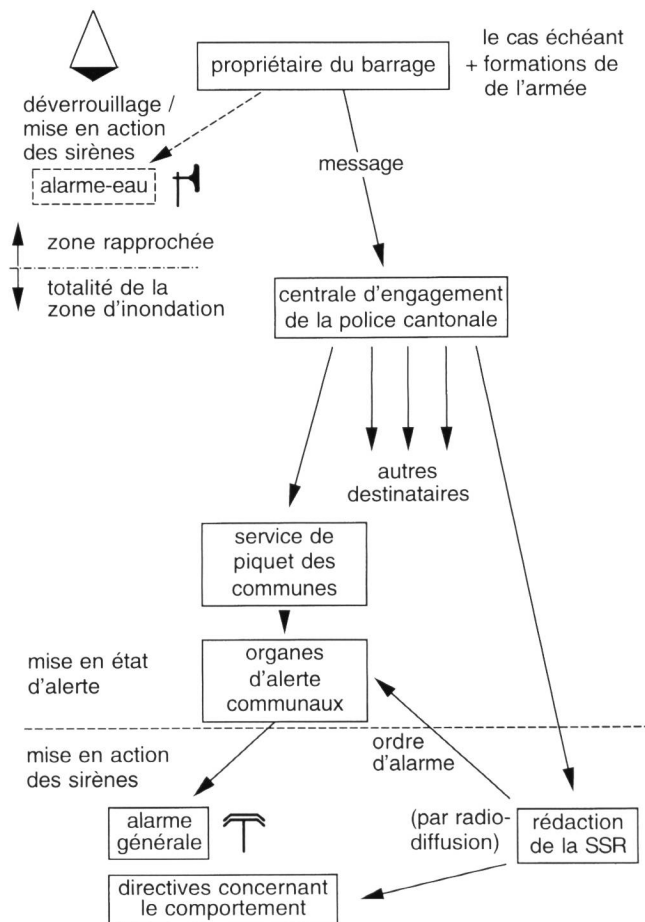 propriétaire du barrage
le cas échéant
+ formations de
de l'armée
déverrouillage /
mise en action
des sirènes
alarme-eau
message
zone rapprochée
totalité de la
zone d'inondation
centrale d'engagement
de la police cantonale
autres
destinataires
service de
piquet des
communes
mise en état
d'alerte
organes
d'alerte
communaux
mise en action
des sirènes
ordre
d'alarme
alarme
générale
(par radio-
diffusion)
rédaction
de la SSR
directives concernant
le comportement